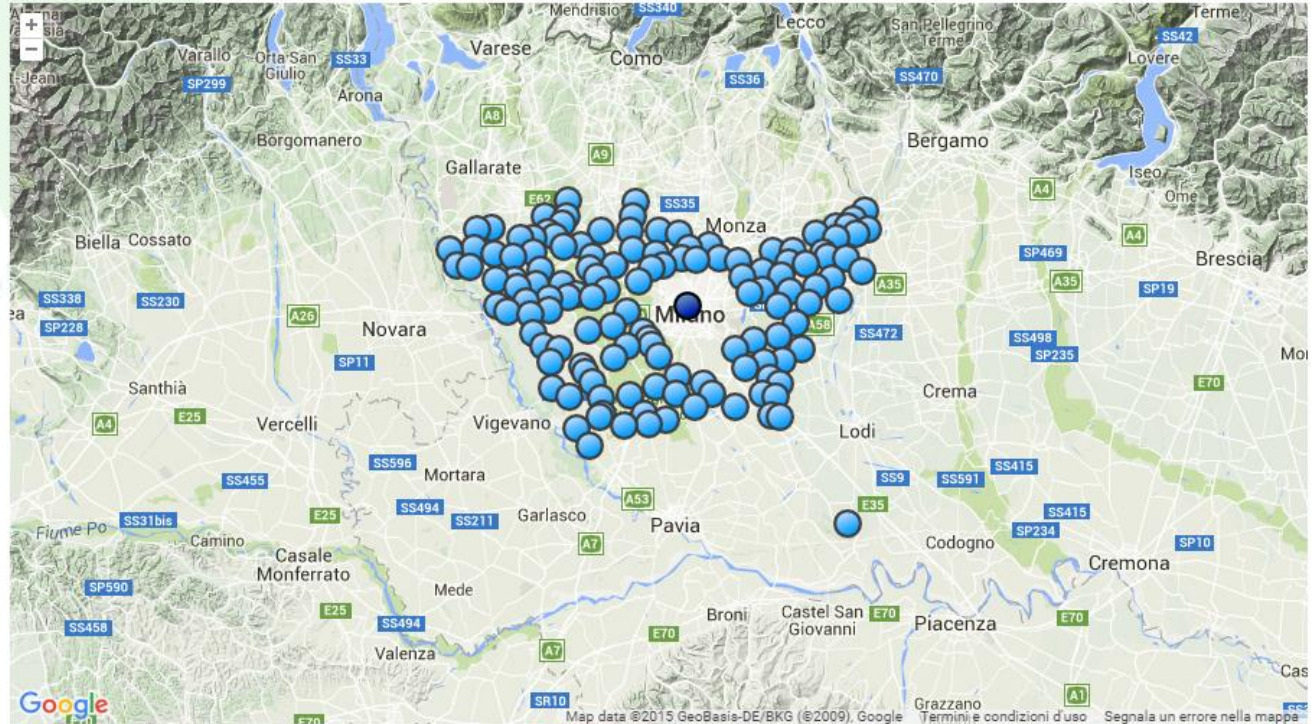 Mendrisio
SS340
Lecco
San Pellegrino
Terme
Terme
SS42
Varallo
Orta San
Giulio
SS33
Varese
Como
SS36
SS470
Lovere
SP299
Arona
A8
Borgomanero
Gallarate
A9
Bergamo
Iseo
Ome
A4
E62
SS35
Monza
Biella
Cossato
A4
SP469
Brescia
SS338
SS230
A26
A35
A35
SP19
SP228
Novara
Milano
A58
SS472
SS498
SP235
SP11
Santhià
Crema
E70
A4
E25
Vercelli
Vigevano
Lodi
SS596
Mortara
SS9
SS591
SS415
SS455
SS494
SS211
Garlasco
A53
Pavia
E35
SS415
SP234
Fiume Po
SS31bis
E25
Camino
A7
Codogno
SP10
Casale
Monferrato
Cremona
SP590
Mede
E25
Broni
Castel San
Giovanni
E70
Piacenza
E70
SS458
SS494
Valenza
E70
A7
A1
SR10
Grazzano
E70
Google
Map data ©2015 GeoBasis-DE/BKG (©2009), Google
Termini e condizioni d'uso
Segnala un errore nella mappa